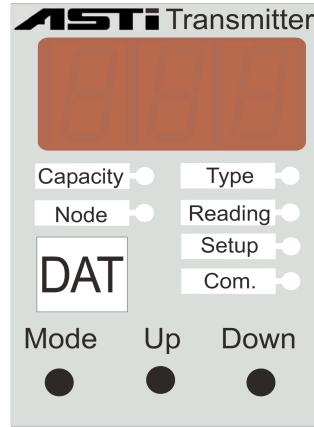 ASTi Transmitter
Capacity Type
Node Reading
Setup
DAT Com.
Mode Up Down